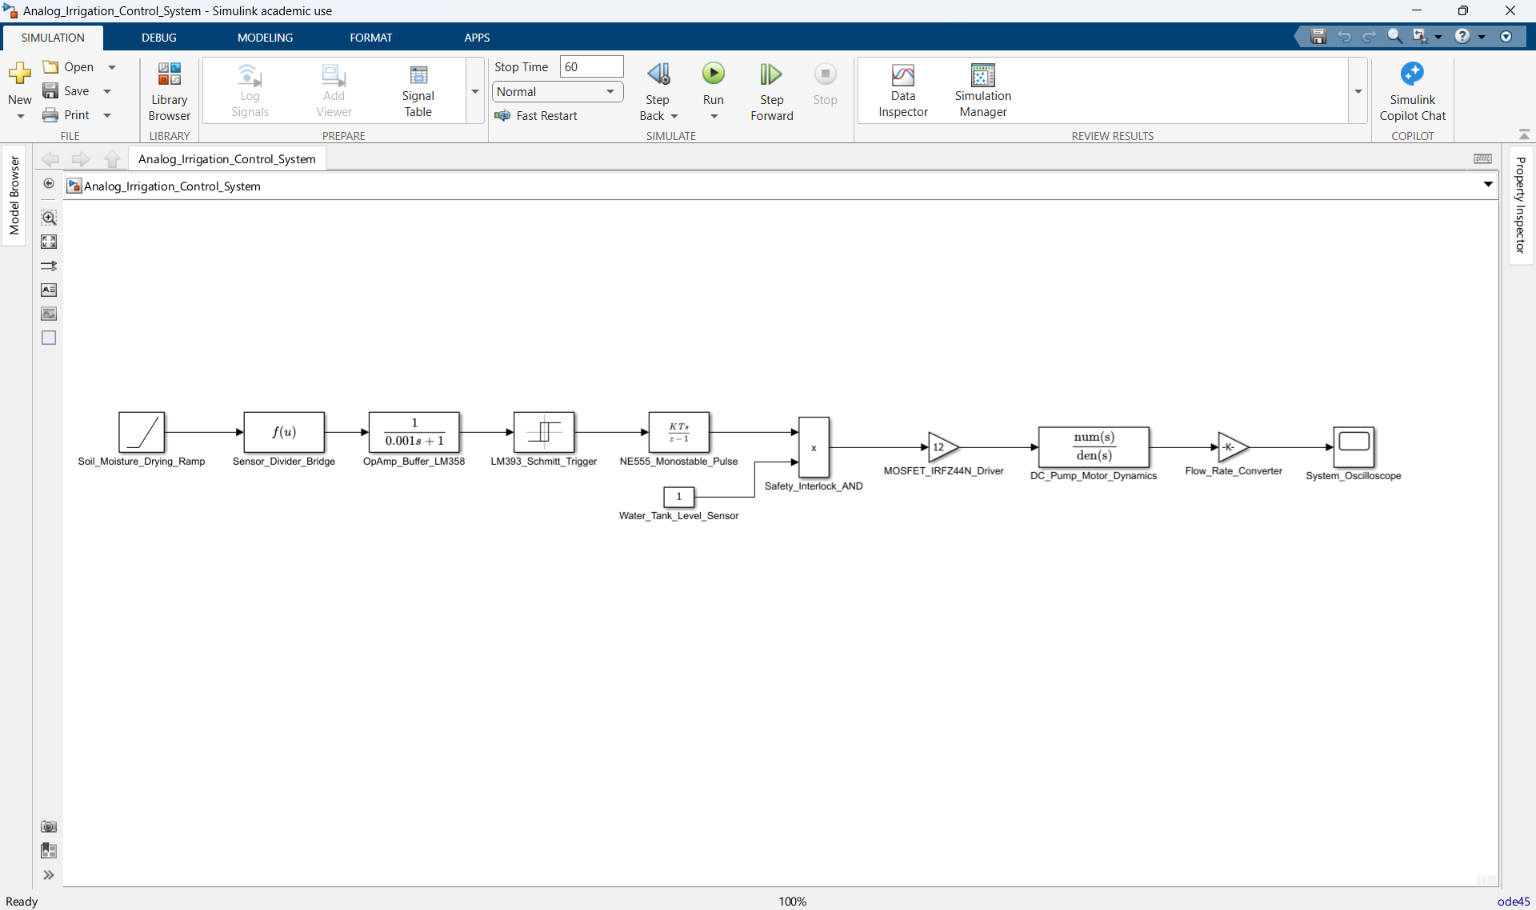 Analog_Irrigation_Control_System - Simulink academic use
SIMULATION DEBUG MODELING FORMAT APPS
New
Open
Save
Print
FILE
Library
Browser
LIBRARY
Log
Signals
Add
Viewer
Signal
Table
PREPARE
Stop Time 60
Normal
Fast Restart
Step
Back
Run
Step
Forward
Stop
SIMULATE
Data
Inspector
Simulation
Manager
REVIEW RESULTS
Simulink
Copilot Chat
COPILOT
Model Browser
Analog_Irrigation_Control_System
Analog_Irrigation_Control_System
Property Inspector
Soil_Moisture_Drying_Ramp
f(u)
Sensor_Divider_Bridge
1
0.001s + 1
OpAmp_Buffer_LM358
LM393_Schmitt_Trigger
K Ts
z − 1
NE555_Monostable_Pulse
1
Water_Tank_Level_Sensor
x
Safety_Interlock_AND
12
MOSFET_IRFZ44N_Driver
num(s)
den(s)
DC_Pump_Motor_Dynamics
-K-
Flow_Rate_Converter
System_Oscilloscope
Ready 100% ode45